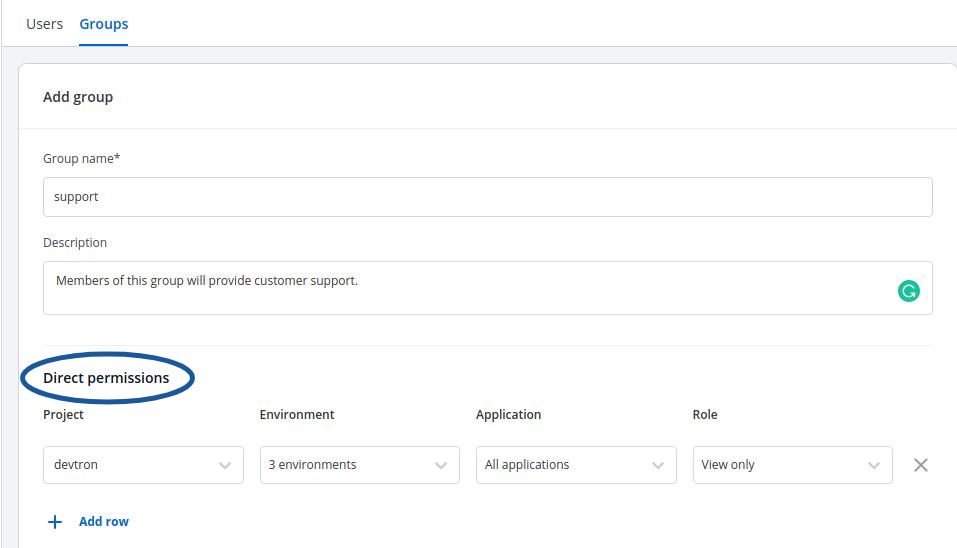 Users Groups
Add group
Group name*
support
Description
Members of this group will provide customer support.
Direct permissions
Project Environment Application Role
devtron 3 environments All applications View only
Add row